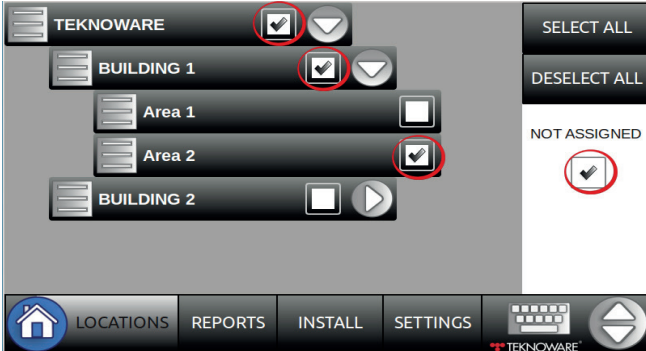 TEKNOWARE
BUILDING 1
Area 1
Area 2
BUILDING 2
SELECT ALL
DESELECT ALL
NOT ASSIGNED
LOCATIONS
REPORTS
INSTALL
SETTINGS
TEKNOWARE